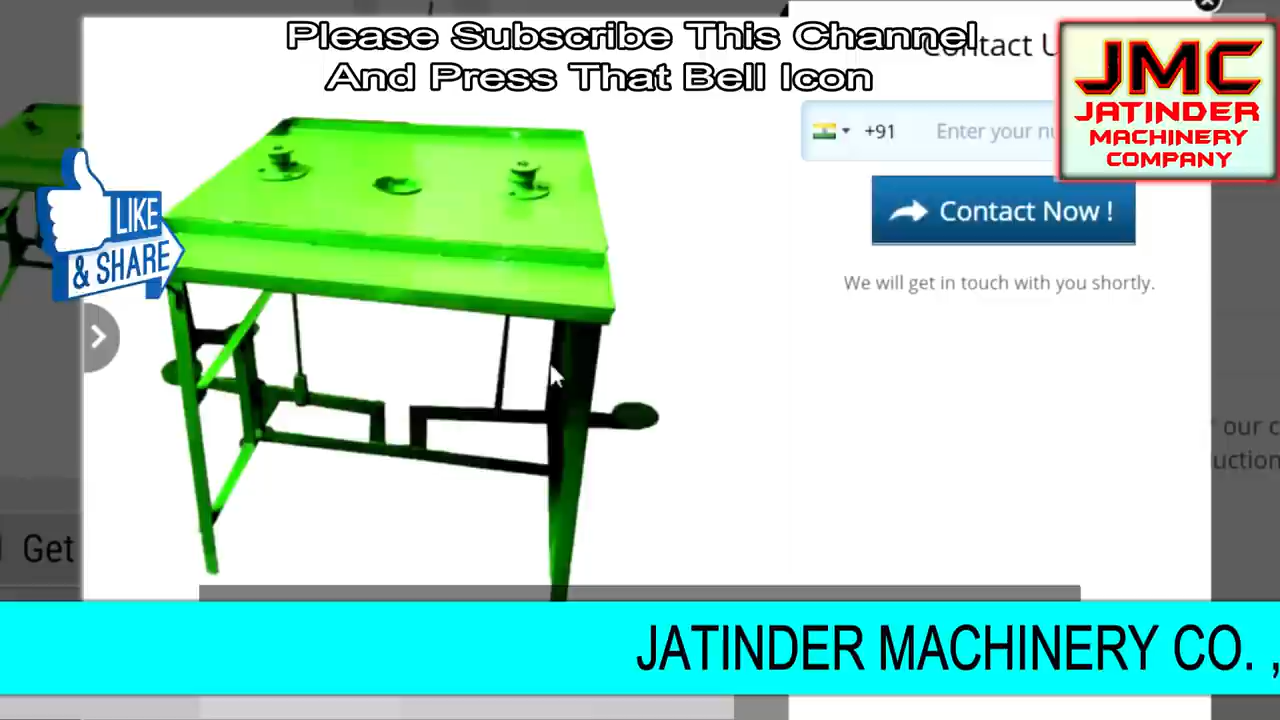 Please Subscribe This Channel
And Press That Bell Icon
Contact U
JMC
JATINDER
MACHINERY
COMPANY
+91
Enter your nu
Contact Now !
We will get in touch with you shortly.
LIKE
& SHARE
our c
uction
Get
JATINDER MACHINERY CO. ,